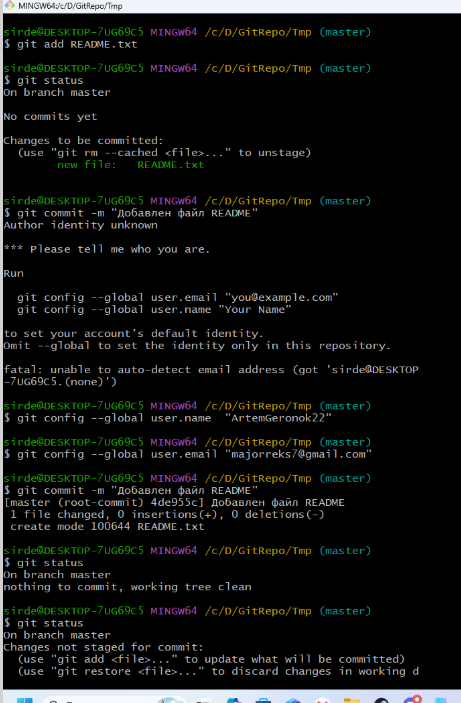 MINGW64:/c/D/GitRepo/Tmp
sirde@DESKTOP-7UG69C5 MINGW64 /c/D/GitRepo/Tmp (master)
$ git add README.txt
sirde@DESKTOP-7UG69C5 MINGW64 /c/D/GitRepo/Tmp (master)
$ git status
On branch master
No commits yet
Changes to be committed:
(use "git rm --cached <file>..." to unstage)
new file: README.txt
sirde@DESKTOP-7UG69C5 MINGW64 /c/D/GitRepo/Tmp (master)
$ git commit -m "Добавлен файл README"
Author identity unknown
*** Please tell me who you are.
Run
git config --global user.email "you@example.com"
git config --global user.name "Your Name"
to set your account's default identity.
Omit --global to set the identity only in this repository.
fatal: unable to auto-detect email address (got 'sirde@DESKTOP
-7UG69C5.(none)')
sirde@DESKTOP-7UG69C5 MINGW64 /c/D/GitRepo/Tmp (master)
$ git config --global user.name "ArtemGeronok22"
sirde@DESKTOP-7UG69C5 MINGW64 /c/D/GitRepo/Tmp (master)
$ git config --global user.email "majorreks7@gmail.com"
sirde@DESKTOP-7UG69C5 MINGW64 /c/D/GitRepo/Tmp (master)
$ git commit -m "Добавлен файл README"
[master (root-commit) 4de955c] Добавлен файл README
1 file changed, 0 insertions(+), 0 deletions(-)
create mode 100644 README.txt
sirde@DESKTOP-7UG69C5 MINGW64 /c/D/GitRepo/Tmp (master)
$ git status
On branch master
nothing to commit, working tree clean
sirde@DESKTOP-7UG69C5 MINGW64 /c/D/GitRepo/Tmp (master)
$ git status
On branch master
Changes not staged for commit:
(use "git add <file>..." to update what will be committed)
(use "git restore <file>..." to discard changes in working d